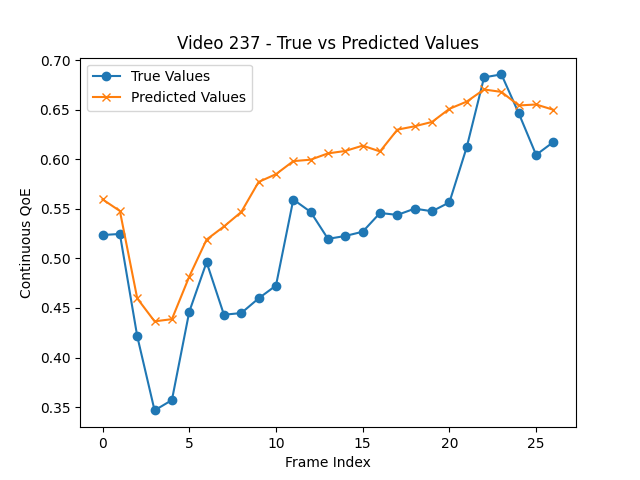 Video 237 - True vs Predicted Values
True Values
Predicted Values
Continuous QoE
0.70
0.65
0.60
0.55
0.50
0.45
0.40
0.35
0 5 10 15 20 25
Frame Index